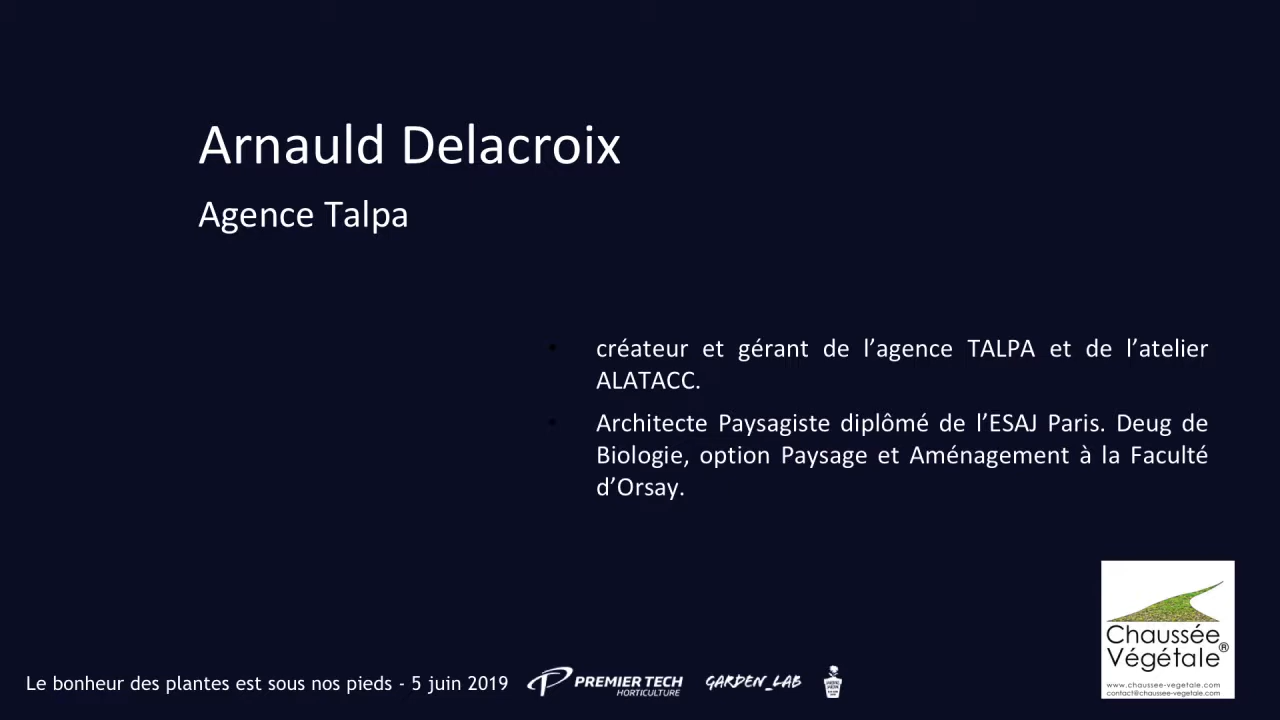 Arnauld Delacroix
Agence Talpa
• créateur et gérant de l’agence TALPA et de l’atelier
ALATACC.
• Architecte Paysagiste diplômé de l’ESAJ Paris. Deug de
Biologie, option Paysage et Aménagement à la Faculté
d’Orsay.
Chaussée
Végétale®
www.chaussee-vegetale.com
contact@chaussee-vegetale.com
Le bonheur des plantes est sous nos pieds - 5 juin 2019
PREMIER TECH
HORTICULTURE
GARDEN_LAB